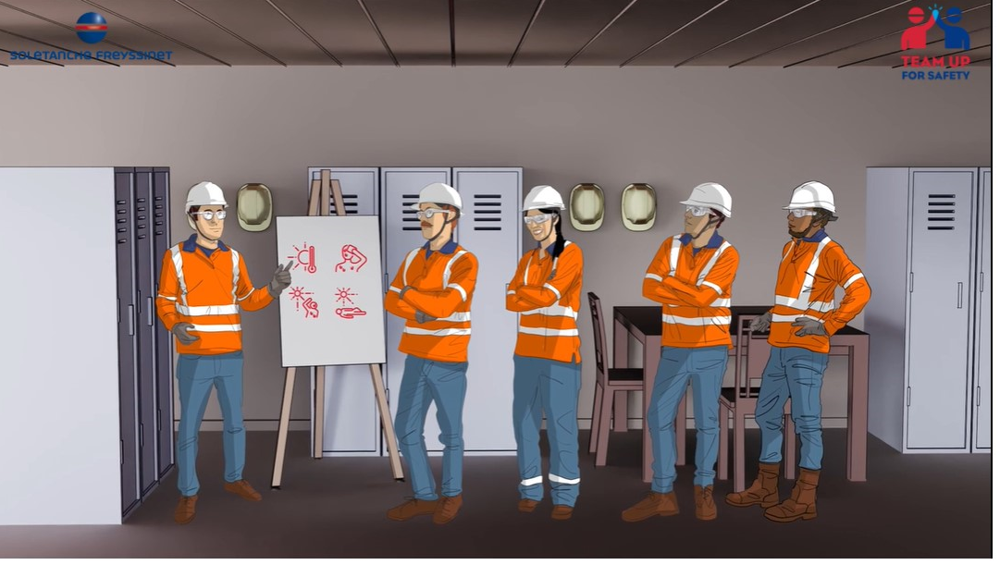 SOLETANCHE FREYSSINET
TEAM UP
FOR SAFETY